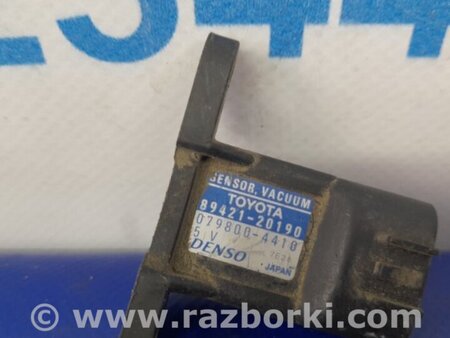 SENSOR, VACUUM
TOYOTA
89421-20190
079800-4410
5 V
DENSO
JAPAN
www.razborki.com